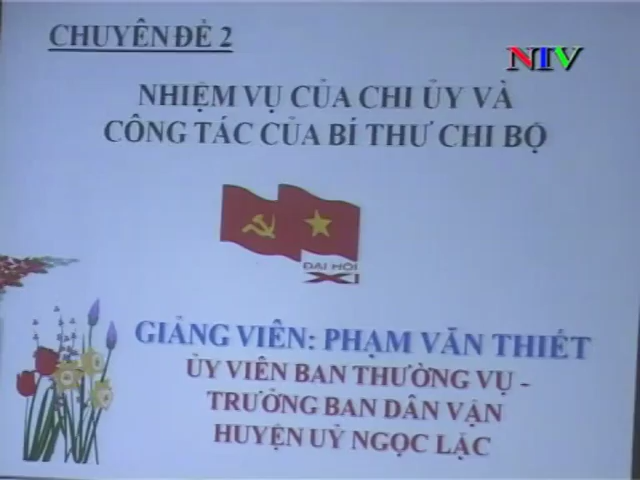 CHUYÊN ĐỀ 2
NTV
NHIỆM VỤ CỦA CHI ỦY VÀ
CÔNG TÁC CỦA BÍ THƯ CHI BỘ
ĐẠI HỘI
XI
GIẢNG VIÊN: PHẠM VĂN THIẾT
ỦY VIÊN BAN THƯỜNG VỤ -
TRƯỞNG BAN DÂN VẬN
HUYỆN UỶ NGỌC LẶC